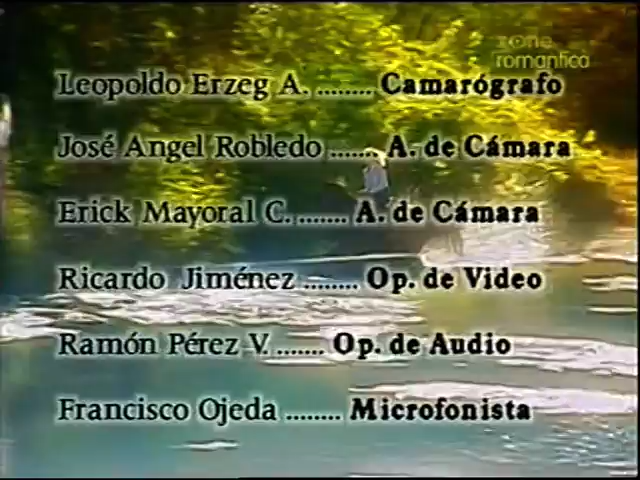 zone
romantica
Leopoldo Erzeg A. ........ Camarógrafo
José Angel Robledo ....... A. de Cámara
Erick Mayoral C. ....... A. de Cámara
Ricardo Jiménez ........ Op. de Video
Ramón Pérez V. ....... Op. de Audio
Francisco Ojeda ........ Microfonista